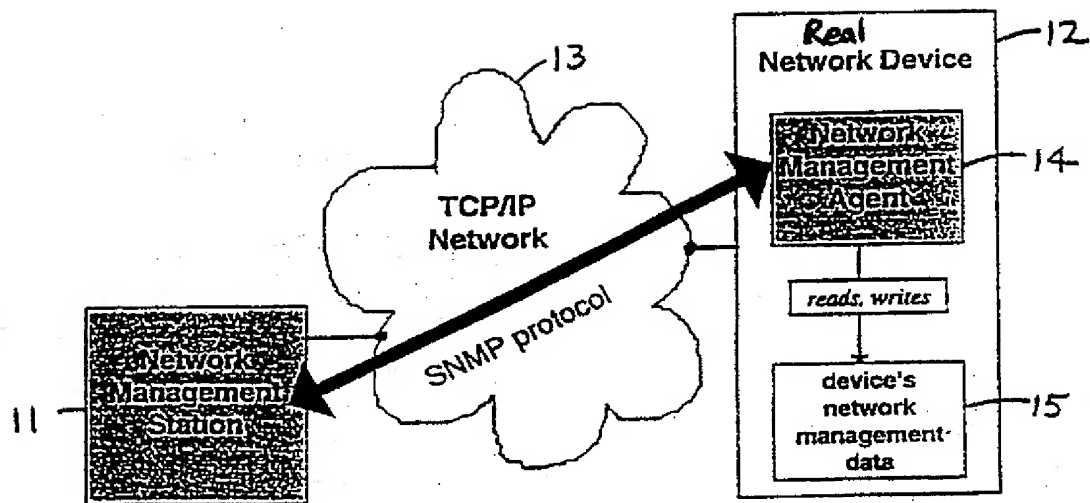 13
Real
12
Network Device
Network
Management
Agent
14
TCP/IP
Network
reads, writes
SNMP protocol
Network
Management
Station
11
device's
network
management
data
15